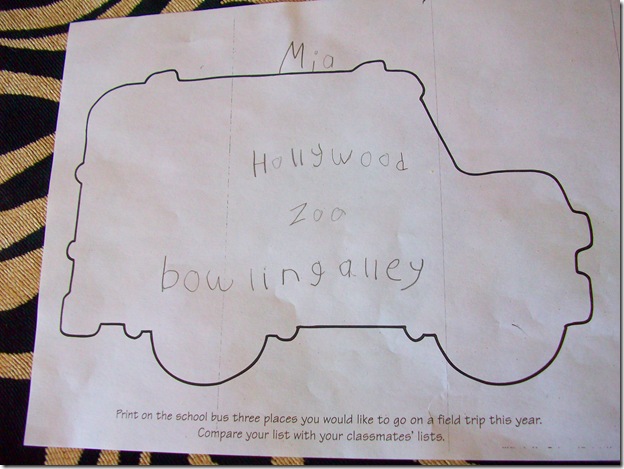 Mia
Hollywood
Zoo
bowling alley
Print on the school bus three places you would like to go on a field trip this year.
Compare your list with your classmates' lists.